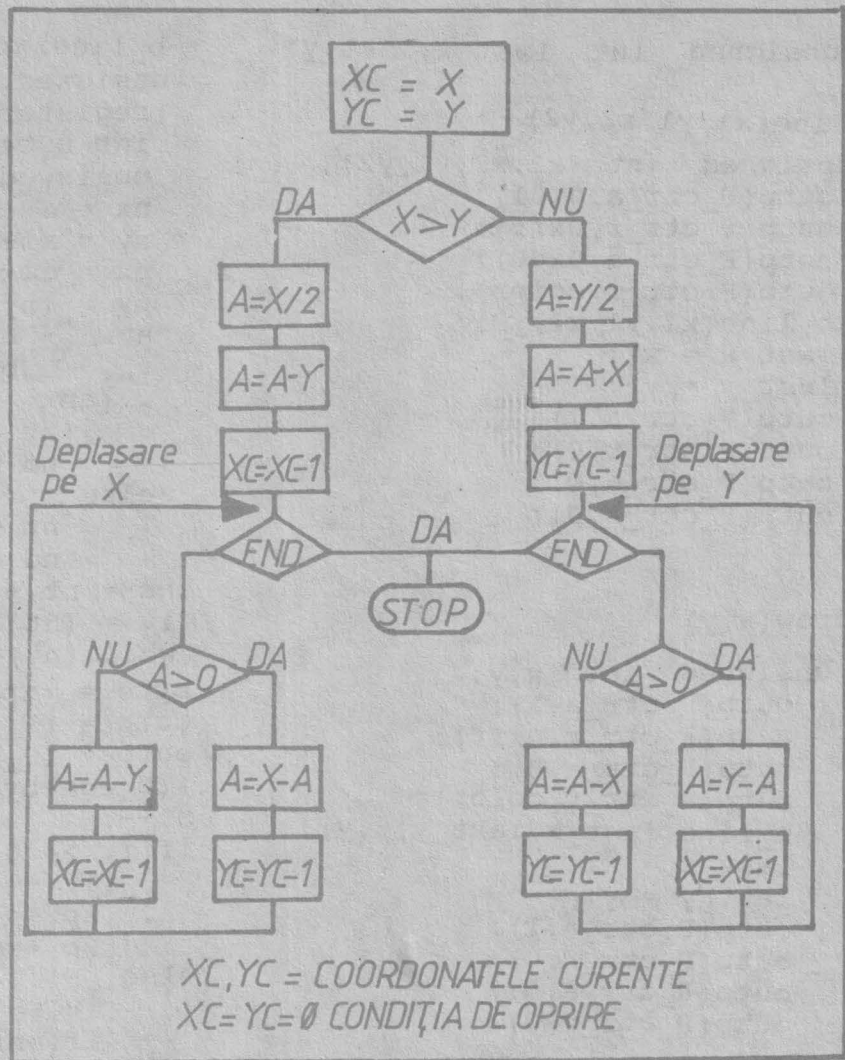 XC = X
YC = Y
DA
X>Y
NU
A=X/2
A=Y/2
A=A-Y
A=A-X
XC=XC-1
YC=YC-1
Deplasare
pe X
Deplasare
pe Y
END
DA
END
STOP
NU
A>0
DA
NU
A>0
DA
A=A-Y
A=X-A
A=A-X
A=Y-A
XC=XC-1
YC=YC-1
YC=YC-1
XC=XC-1
XC,YC = COORDONATELE CURENTE
XC=YC=Ø CONDIȚIA DE OPRIRE